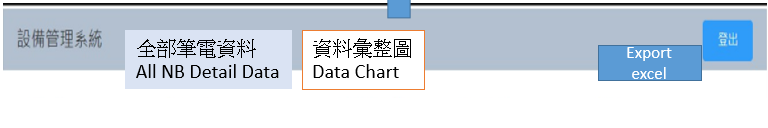 設備管理系統
全部筆電資料
All NB Detail Data
資料彙整圖
Data Chart
Export
excel
登出